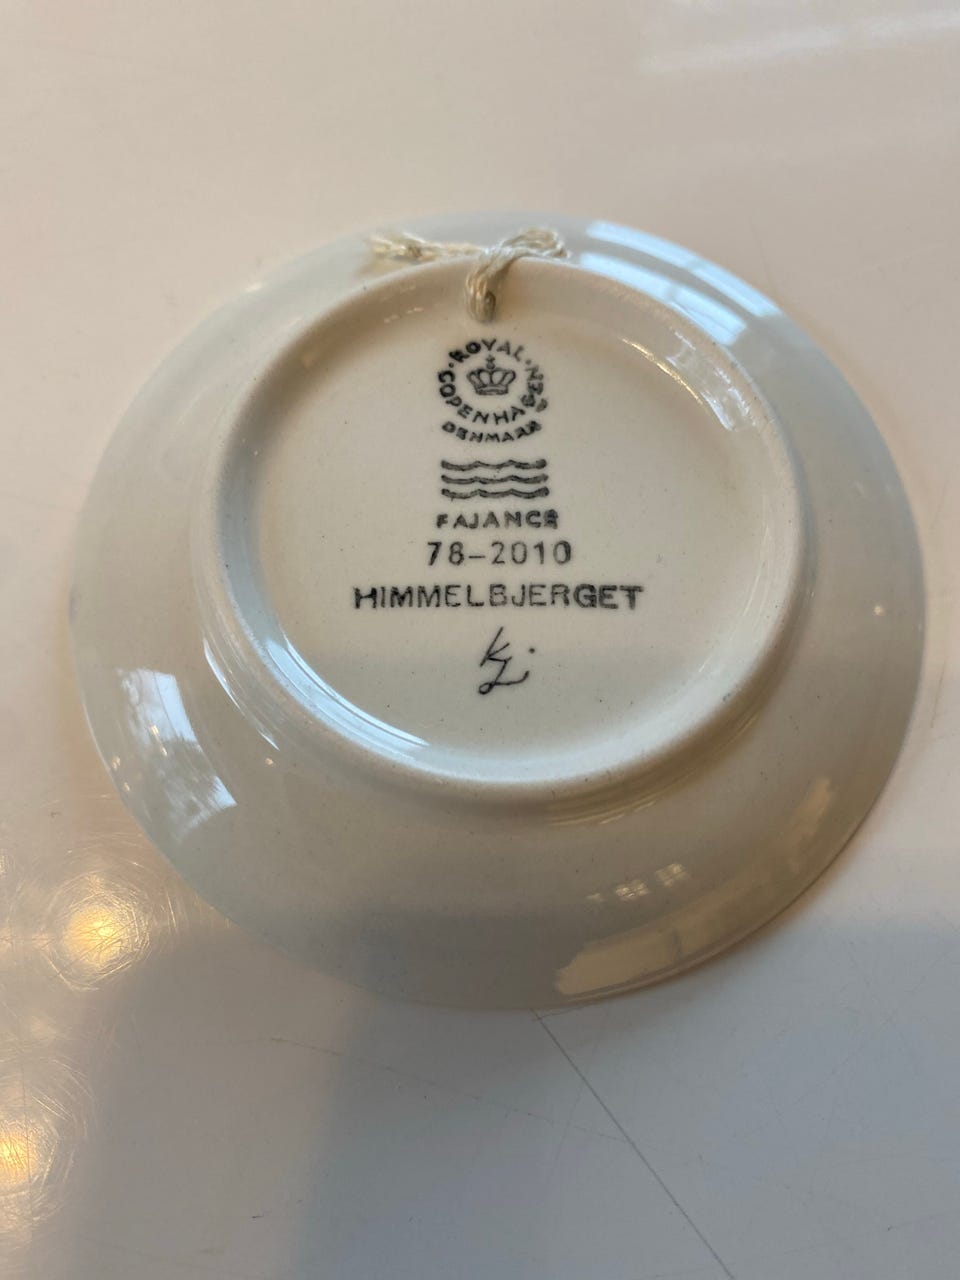 ROYAL COPENHAGEN
DENMARK
FAJANCE
78-2010
HIMMELBJERGET